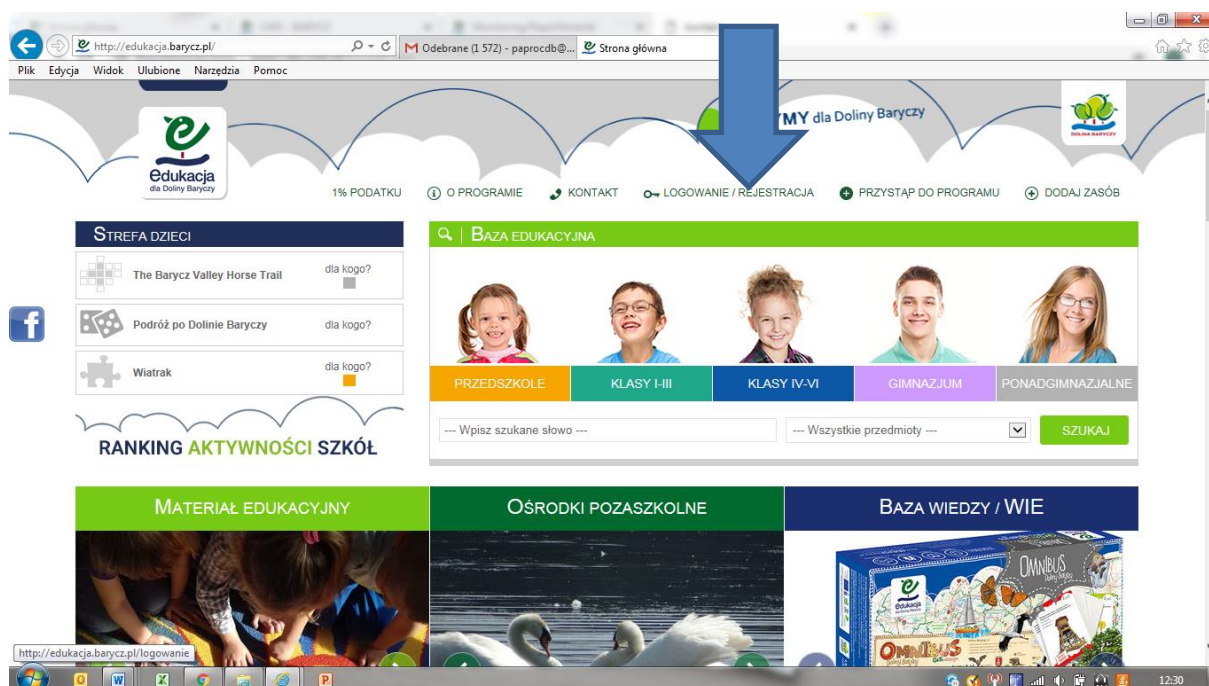 http://edukacja.barycz.pl/
Odebrane (1 572) - paprocdb@...
Strona główna
Plik Edycja Widok Ulubione Narzędzia Pomoc
MY dla Doliny Baryczy
DOLINA BARYCZY
edukacja
dla Doliny Baryczy
1% PODATKU O PROGRAMIE KONTAKT LOGOWANIE / REJESTRACJA PRZYSTĄP DO PROGRAMU DODAJ ZASÓB
STREFA DZIECI
The Barycz Valley Horse Trail dla kogo?
Podróż po Dolinie Baryczy dla kogo?
Wiatrak dla kogo?
RANKING AKTYWNOŚCI SZKÓŁ
BAZA EDUKACYJNA
PRZEDSZKOLE KLASY I-III KLASY IV-VI GIMNAZJUM PONADGIMNAZJALNE
--- Wpisz szukane słowo --- --- Wszystkie przedmioty --- SZUKAJ
MATERIAŁ EDUKACYJNY OŚRODKI POZASZKOLNE BAZA WIEDZY / WIE
OMNIBUS
edukacja
OMNIBUS
http://edukacja.barycz.pl/logowanie
12:30